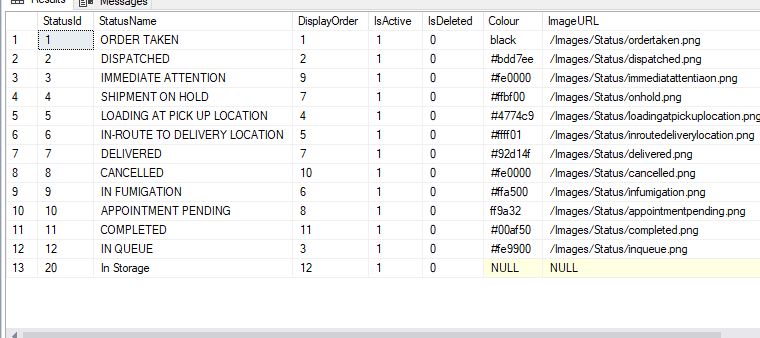 Results Messages
StatusId StatusName DisplayOrder IsActive IsDeleted Colour ImageURL
1 1 ORDER TAKEN 1 1 0 black /Images/Status/ordertaken.png
2 2 DISPATCHED 2 1 0 #bdd7ee /Images/Status/dispatched.png
3 3 IMMEDIATE ATTENTION 9 1 0 #fe0000 /Images/Status/immediatattentiaon.png
4 4 SHIPMENT ON HOLD 7 1 0 #ffbf00 /Images/Status/onhold.png
5 5 LOADING AT PICK UP LOCATION 4 1 0 #4774c9 /Images/Status/loadingatpickuplocation.png
6 6 IN-ROUTE TO DELIVERY LOCATION 5 1 0 #ffff01 /Images/Status/inroutedeliverylocation.png
7 7 DELIVERED 7 1 0 #92d14f /Images/Status/delivered.png
8 8 CANCELLED 10 1 0 #fe0000 /Images/Status/cancelled.png
9 9 IN FUMIGATION 6 1 0 #ffa500 /Images/Status/infumigation.png
10 10 APPOINTMENT PENDING 8 1 0 ff9a32 /Images/Status/appointmentpending.png
11 11 COMPLETED 11 1 0 #00af50 /Images/Status/completed.png
12 12 IN QUEUE 3 1 0 #fe9900 /Images/Status/inqueue.png
13 20 In Storage 12 1 0 NULL NULL